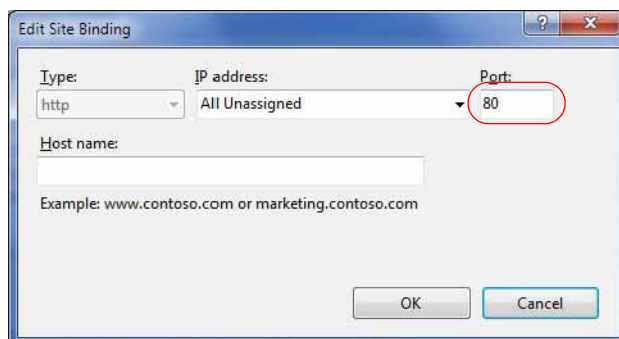 Edit Site Binding
Type: IP address: Port:
http All Unassigned 80
Host name:
Example: www.contoso.com or marketing.contoso.com
OK Cancel